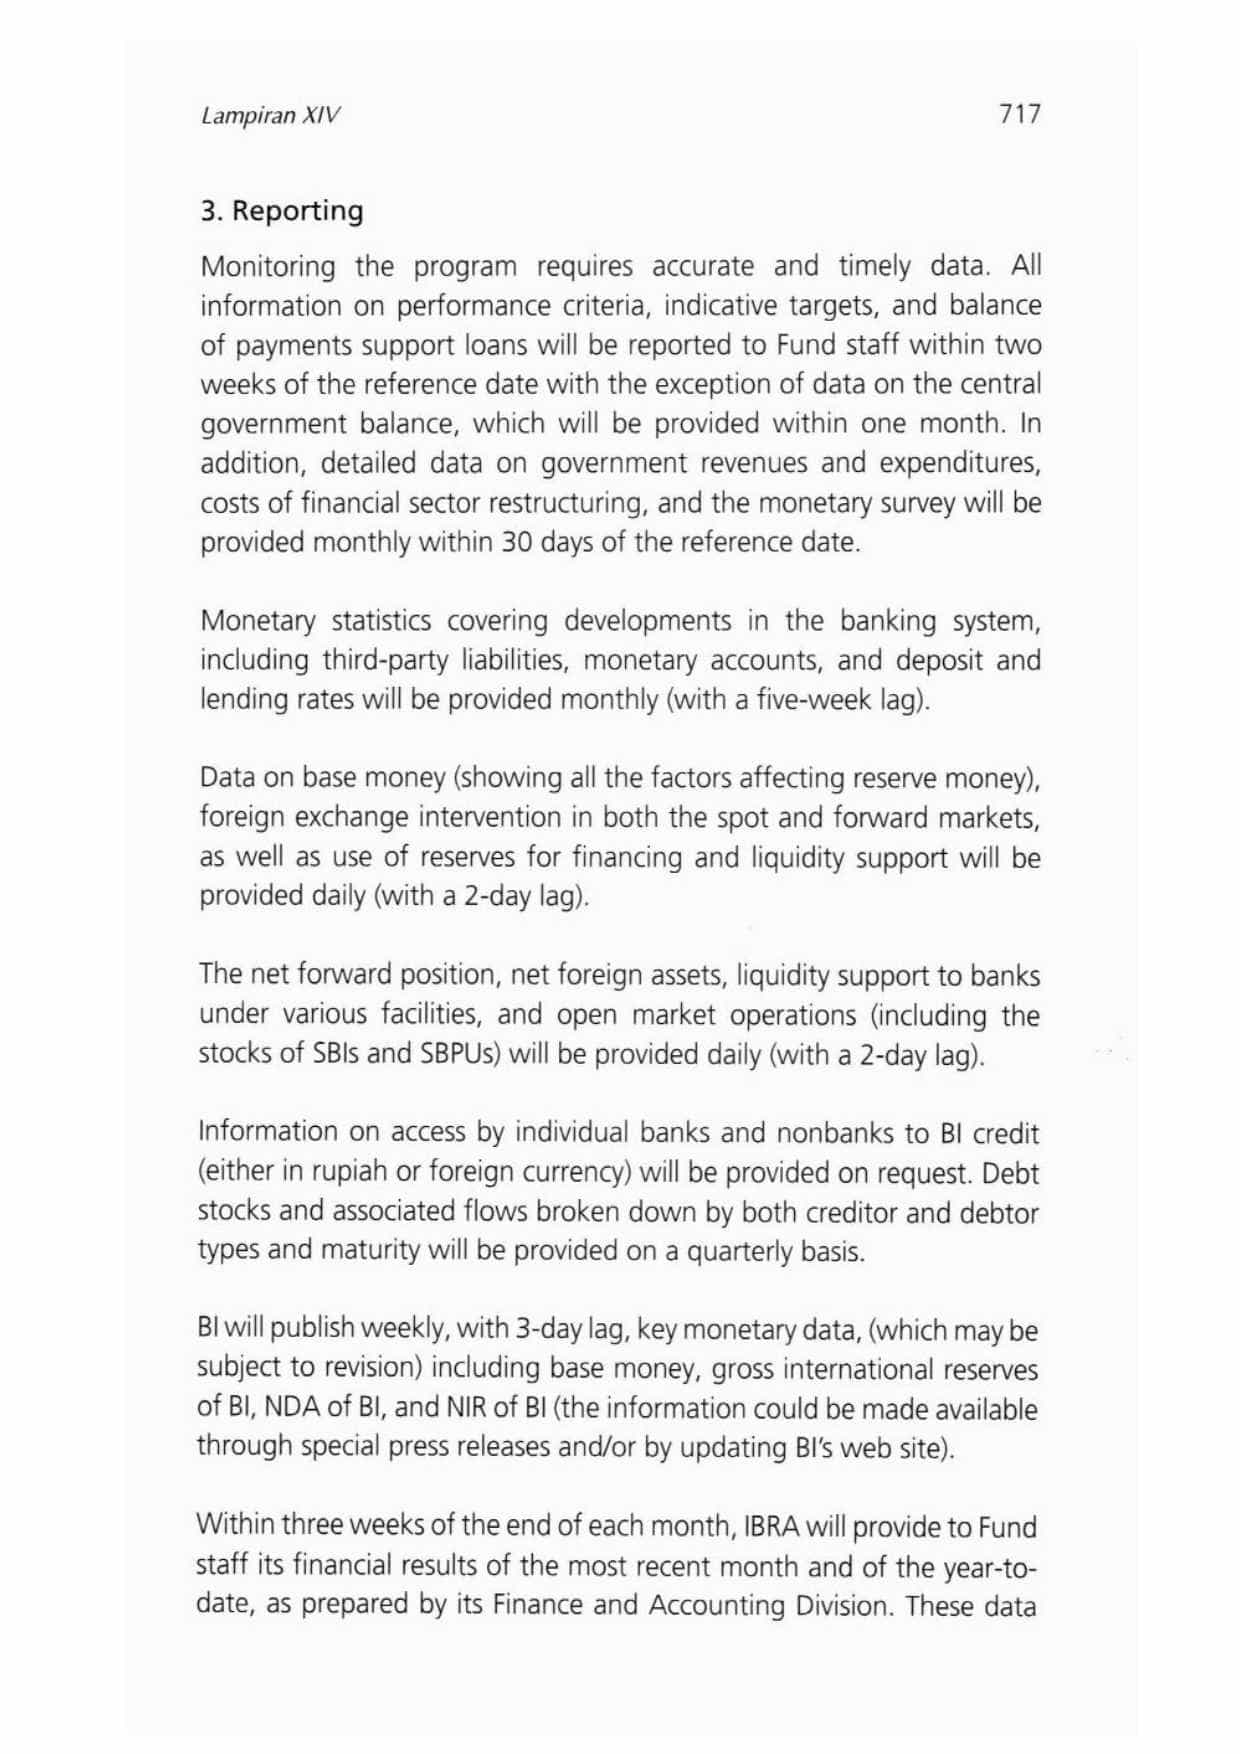 Lampiran XIV
717
3. Reporting
Monitoring the program requires accurate and timely data. All
information on performance criteria, indicative targets, and balance
of payments support loans will be reported to Fund staff within two
weeks of the reference date with the exception of data on the central
government balance, which will be provided within one month. In
addition, detailed data on government revenues and expenditures,
costs of financial sector restructuring, and the monetary survey will be
provided monthly within 30 days of the reference date.
Monetary statistics covering developments in the banking system,
including third-party liabilities, monetary accounts, and deposit and
lending rates will be provided monthly (with a five-week lag).
Data on base money (showing all the factors affecting reserve money),
foreign exchange intervention in both the spot and forward markets,
as well as use of reserves for financing and liquidity support will be
provided daily (with a 2-day lag).
The net forward position, net foreign assets, liquidity support to banks
under various facilities, and open market operations (including the
stocks of SBIs and SBPUs) will be provided daily (with a 2-day lag).
Information on access by individual banks and nonbanks to BI credit
(either in rupiah or foreign currency) will be provided on request. Debt
stocks and associated flows broken down by both creditor and debtor
types and maturity will be provided on a quarterly basis.
BI will publish weekly, with 3-day lag, key monetary data, (which may be
subject to revision) including base money, gross international reserves
of BI, NDA of BI, and NIR of BI (the information could be made available
through special press releases and/or by updating BI's web site).
Within three weeks of the end of each month, IBRA will provide to Fund
staff its financial results of the most recent month and of the year-to-
date, as prepared by its Finance and Accounting Division. These data